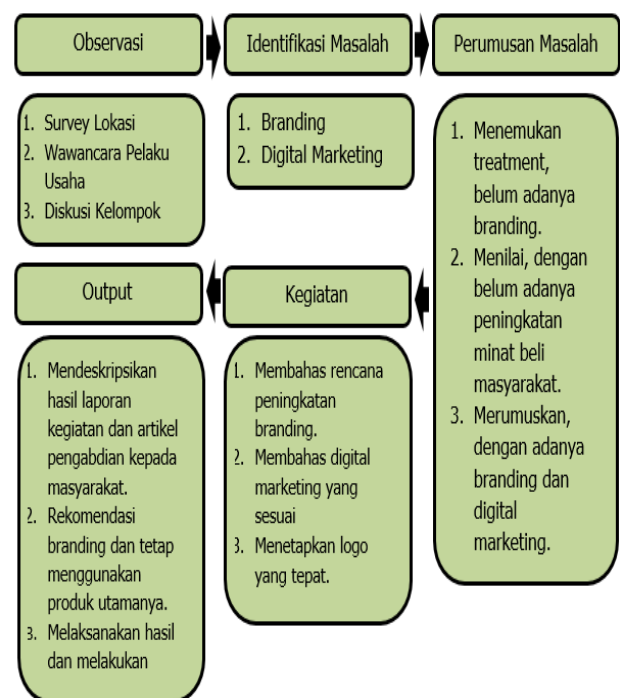 Observasi
1. Survey Lokasi
2. Wawancara Pelaku
Usaha
3. Diskusi Kelompok
Identifikasi Masalah
1. Branding
2. Digital Marketing
Perumusan Masalah
1. Menemukan
treatment,
belum adanya
branding.
2. Menilai, dengan
belum adanya
peningkatan
minat beli
masyarakat.
3. Merumuskan,
dengan adanya
branding dan
digital
marketing.
Kegiatan
1. Membahas rencana
peningkatan
branding.
2. Membahas digital
marketing yang
sesuai
3. Menetapkan logo
yang tepat.
Output
1. Mendeskripsikan
hasil laporan
kegiatan dan artikel
pengabdian kepada
masyarakat.
2. Rekomendasi
branding dan tetap
menggunakan
produk utamanya.
3. Melaksanakan hasil
dan melakukan